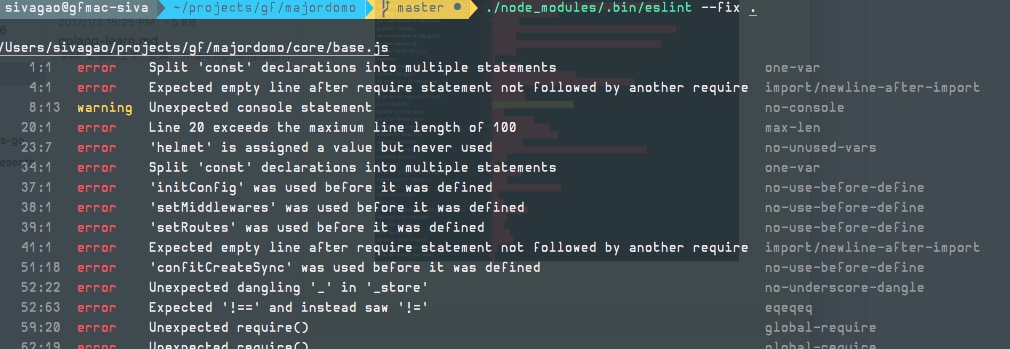 sivagao@gfmac-siva ~/projects/gf/majordomo master ● ./node_modules/.bin/eslint --fix .
/Users/sivagao/projects/gf/majordomo/core/base.js
1:1 error Split 'const' declarations into multiple statements one-var
4:1 error Expected empty line after require statement not followed by another require import/newline-after-import
8:13 warning Unexpected console statement no-console
20:1 error Line 20 exceeds the maximum line length of 100 max-len
23:7 error 'helmet' is assigned a value but never used no-unused-vars
34:1 error Split 'const' declarations into multiple statements one-var
37:1 error 'initConfig' was used before it was defined no-use-before-define
38:1 error 'setMiddlewares' was used before it was defined no-use-before-define
39:1 error 'setRoutes' was used before it was defined no-use-before-define
41:1 error Expected empty line after require statement not followed by another require import/newline-after-import
51:18 error 'confitCreateSync' was used before it was defined no-use-before-define
52:22 error Unexpected dangling '_' in '_store' no-underscore-dangle
52:63 error Expected '!==' and instead saw '!=' eqeqeq
59:20 error Unexpected require() global-require
62:19 error Unexpected require() global-require